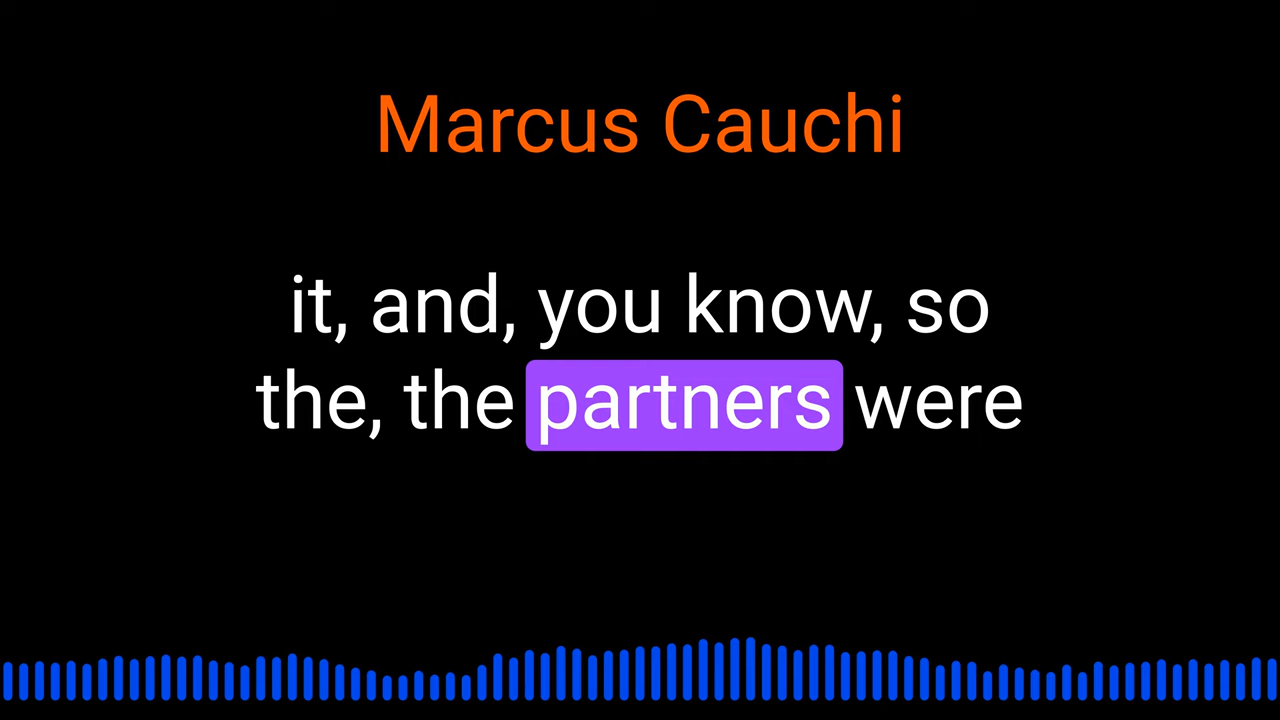 Marcus Cauchi
it, and, you know, so
the, the partners were